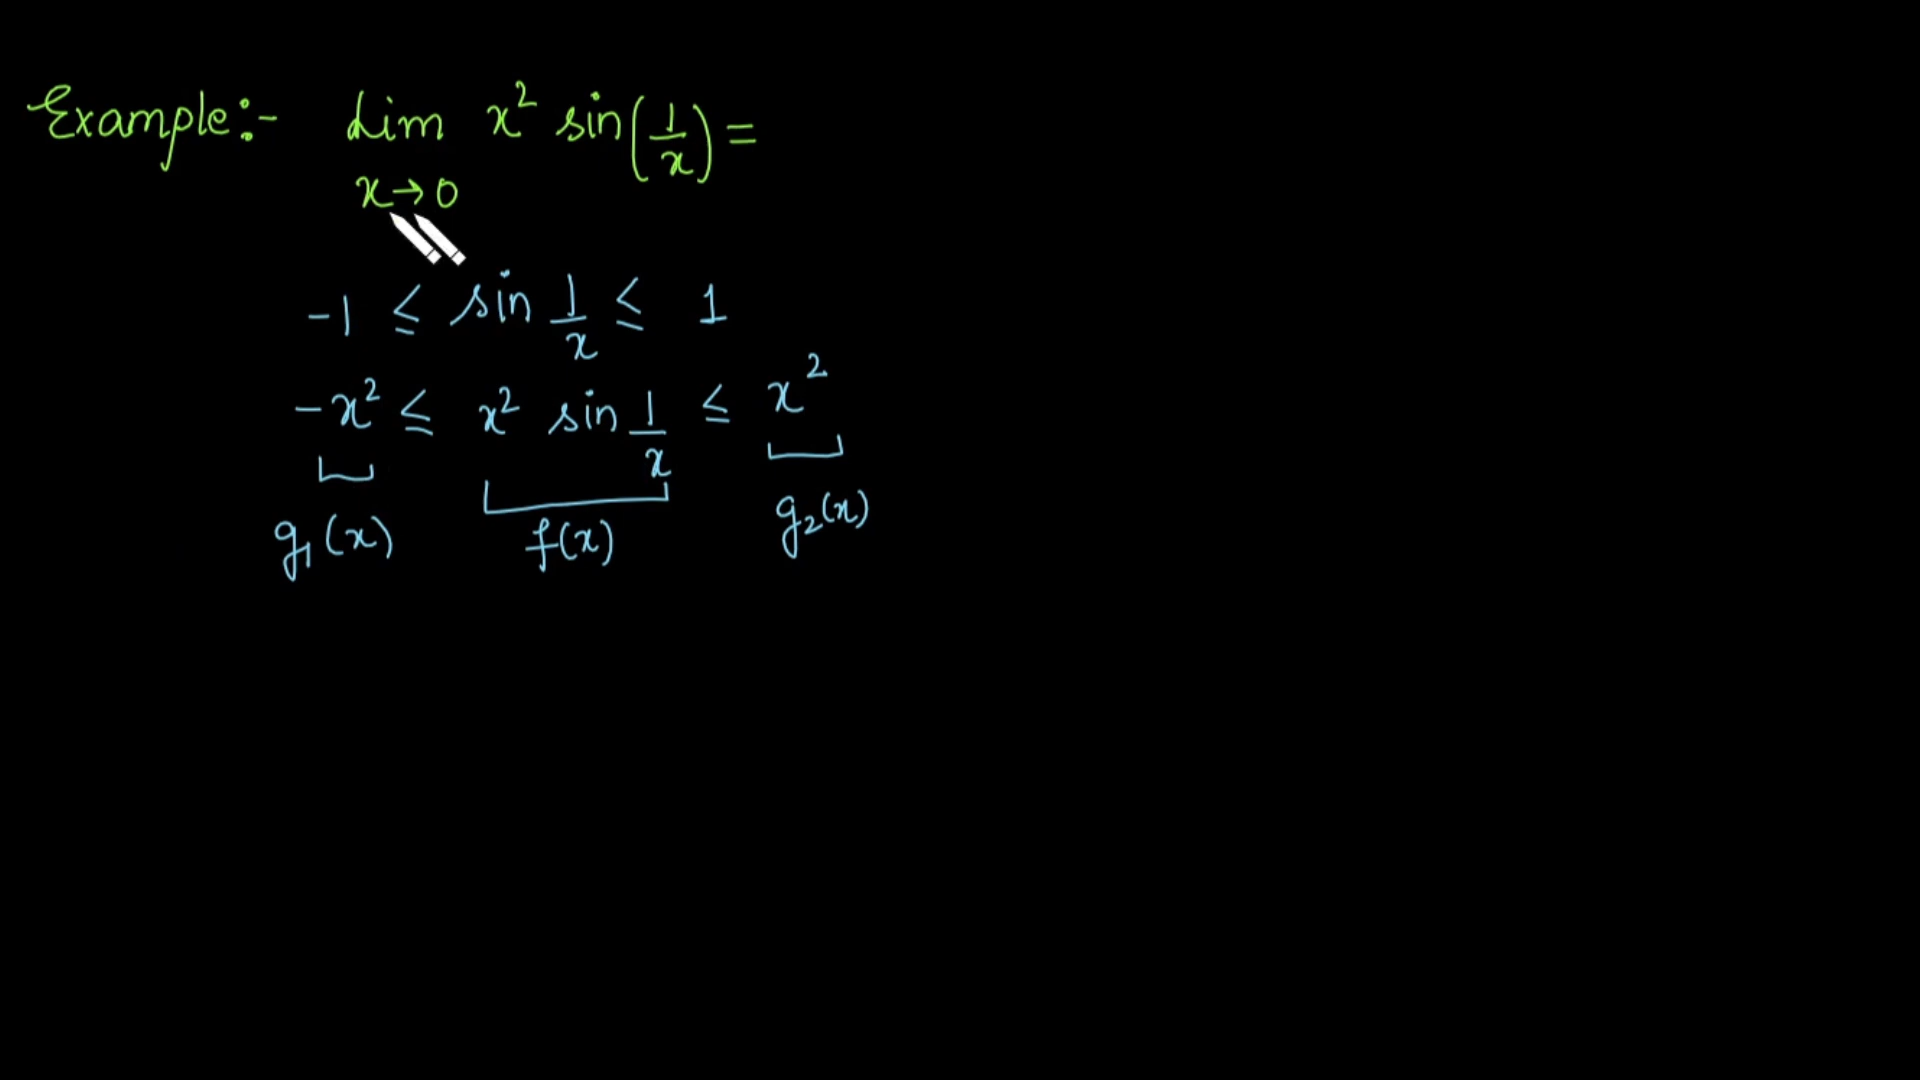 Example:- Lim x² sin(1/x) =
x→0
-1 ≤ sin 1/x ≤ 1
-x² ≤ x² sin 1/x ≤ x²
g₁(x) f(x) g₂(x)